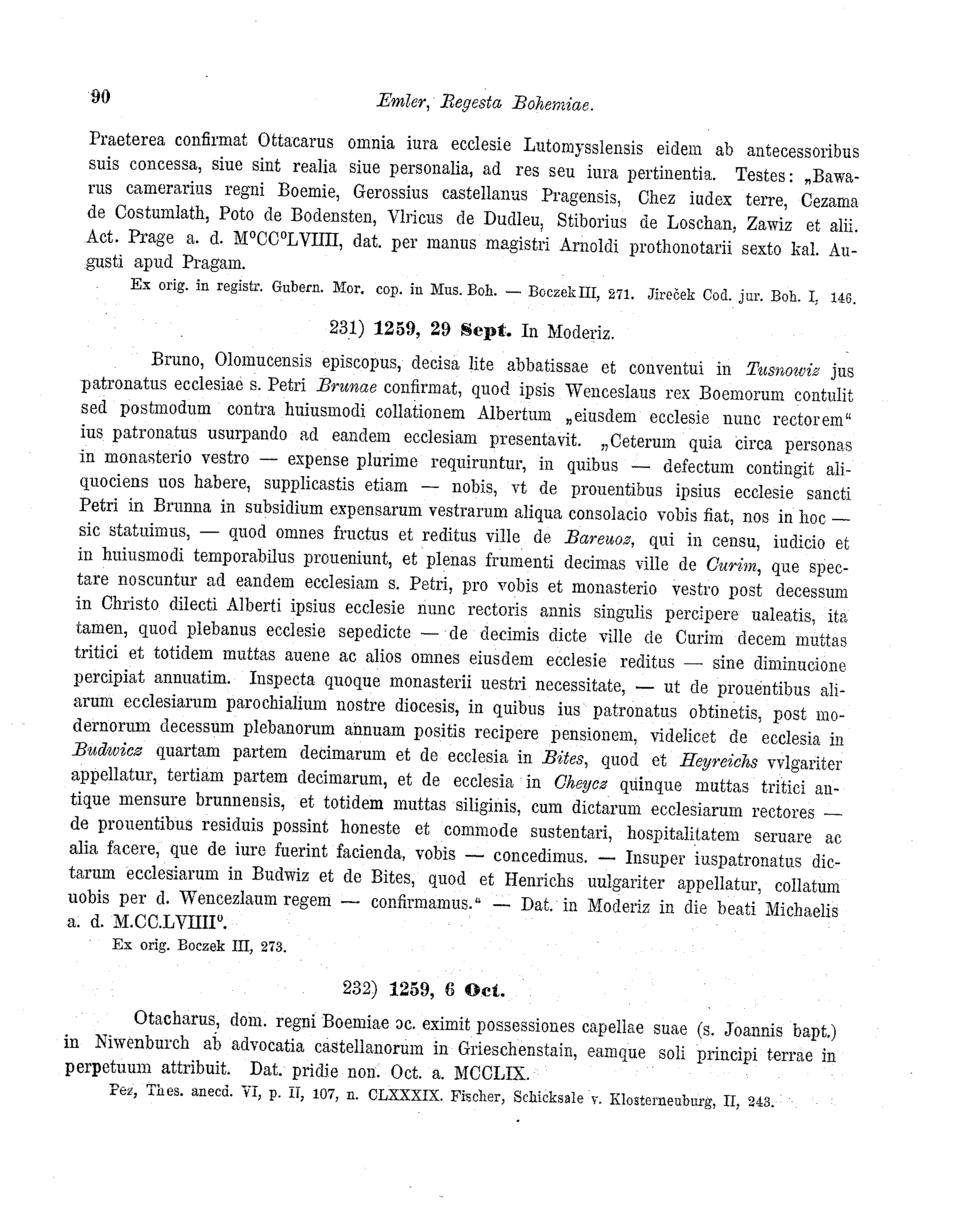 90
Emler, Regesta Bohemiae.
Praeterea confirmat Ottacarus omnia iura ecclesie Lutomysslensis eidem ab antecessoribus
suis concessa, siue sint realia siue personalia, ad res seu iura pertinentia. Testes: „Bawa-
rus camerarius regni Boemie, Gerossius castellanus Pragensis, Chez iudex terre, Cezama
de Costumlath, Poto de Bodensten, Vlricus de Dudleu, Stiborius de Loschan, Zawiz et alii.
Act. Prage a. d. M⁰CC⁰LVIIII, dat. per manus magistri Arnoldi prothonotarii sexto kal. Au-
gusti apud Pragam.
Ex orig. in registr. Gubern. Mor. cop. in Mus. Boh. — Boczek III, 271. Jireček Cod. jur. Boh. I, 146.
231) 1259, 29 Sept. In Moderiz.
Bruno, Olomucensis episcopus, decisa lite abbatissae et conventui in Tusnowiz jus
patronatus ecclesiae s. Petri Brunae confirmat, quod ipsis Wenceslaus rex Boemorum contulit
sed postmodum contra huiusmodi collationem Albertum „eiusdem ecclesie nunc rectorem“
ius patronatus usurpando ad eandem ecclesiam presentavit. „Ceterum quia circa personas
in monasterio vestro — expense plurime requiruntur, in quibus — defectum contingit ali-
quociens uos habere, supplicastis etiam — nobis, vt de prouentibus ipsius ecclesie sancti
Petri in Brunna in subsidium expensarum vestrarum aliqua consolacio vobis fiat, nos in hoc —
sic statuimus, — quod omnes fructus et reditus ville de Bareuoz, qui in censu, iudicio et
in huiusmodi temporabilus proueniunt, et plenas frumenti decimas ville de Curim, que spec-
tare noscuntur ad eandem ecclesiam s. Petri, pro vobis et monasterio vestro post decessum
in Christo dilecti Alberti ipsius ecclesie nunc rectoris annis singulis percipere ualeatis, ita
tamen, quod plebanus ecclesie sepedicte — de decimis dicte ville de Curim decem muttas
tritici et totidem muttas auene ac alios omnes eiusdem ecclesie reditus — sine diminucione
percipiat annuatim. Inspecta quoque monasterii uestri necessitate, — ut de prouentibus ali-
arum ecclesiarum parochialium nostre diocesis, in quibus ius patronatus obtinetis, post mo-
dernorum decessum plebanorum annuam positis recipere pensionem, videlicet de ecclesia in
Budwicz quartam partem decimarum et de ecclesia in Bites, quod et Heyreichs vvlgariter
appellatur, tertiam partem decimarum, et de ecclesia in Cheycz quinque muttas tritici an-
tique mensure brunnensis, et totidem muttas siliginis, cum dictarum ecclesiarum rectores —
de prouentibus residuis possint honeste et commode sustentari, hospitalitatem seruare ac
alia facere, que de iure fuerint facienda, vobis — concedimus. — Insuper iuspatronatus dic-
tarum ecclesiarum in Budwiz et de Bites, quod et Henrichs uulgariter appellatur, collatum
uobis per d. Wencezlaum regem — confirmamus.“ — Dat. in Moderiz in die beati Michaelis
a. d. M.CC.LVIIII⁰.
Ex orig. Boczek III, 273.
232) 1259, 6 Oct.
Otacharus, dom. regni Boemiae ɔc. eximit possessiones capellae suae (s. Joannis bapt.)
in Niwenburch ab advocatia castellanorum in Grieschenstain, eamque soli principi terrae in
perpetuum attribuit. Dat. pridie non. Oct. a. MCCLIX.
Pez, Thes. anecd. VI, p. II, 107, n. CLXXXIX. Fischer, Schicksale v. Klosterneuburg, II, 243.